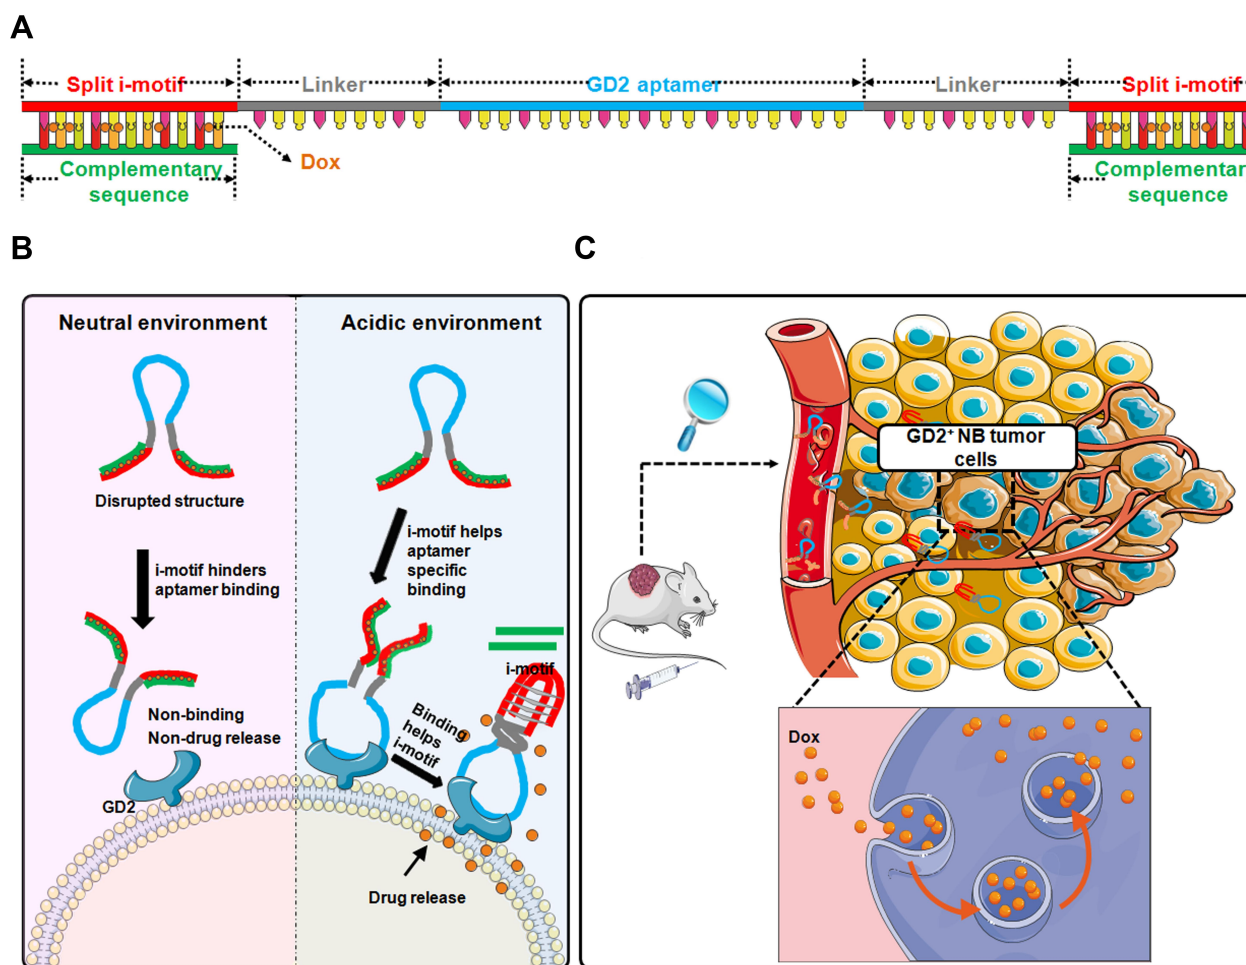 A
Split i-motif
Linker
GD2 aptamer
Linker
Split i-motif
Dox
Complementary
sequence
Complementar
sequence
B
C
Neutral environment
Acidic environment
Disrupted structure
i-motif helps
aptamer
specific
binding
i-motif hinders
aptamer binding
i-motif
Non-binding
Non-drug release
Binding
helps
i-motif
GD2
Drug release
GD2⁺ NB tumor
cells
Dox